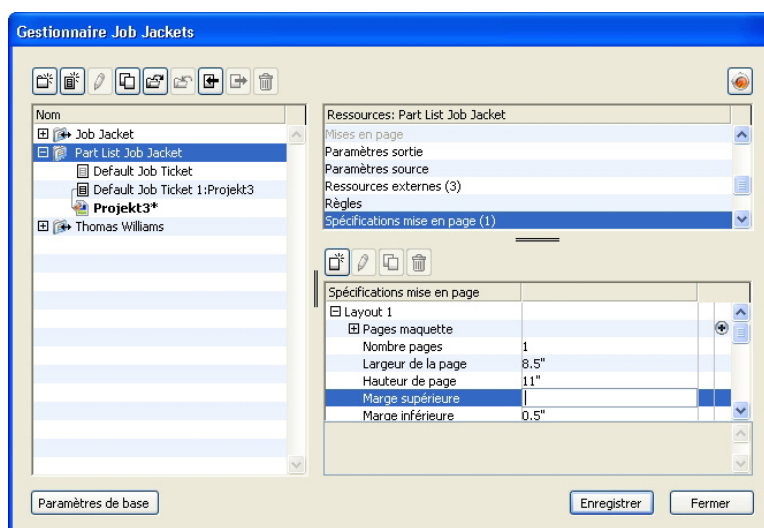 Gestionnaire Job Jackets
Nom
Job Jacket
Part List Job Jacket
Default Job Ticket
Default Job Ticket 1:Projekt3
Projekt3*
Thomas Williams
Ressources: Part List Job Jacket
Mises en page
Paramètres sortie
Paramètres source
Ressources externes (3)
Règles
Spécifications mise en page (1)
Spécifications mise en page
Layout 1
Pages maquette
Nombre pages 1
Largeur de la page 8.5"
Hauteur de page 11"
Marge supérieure
Marge inférieure 0.5"
Paramètres de base
Enregistrer
Fermer